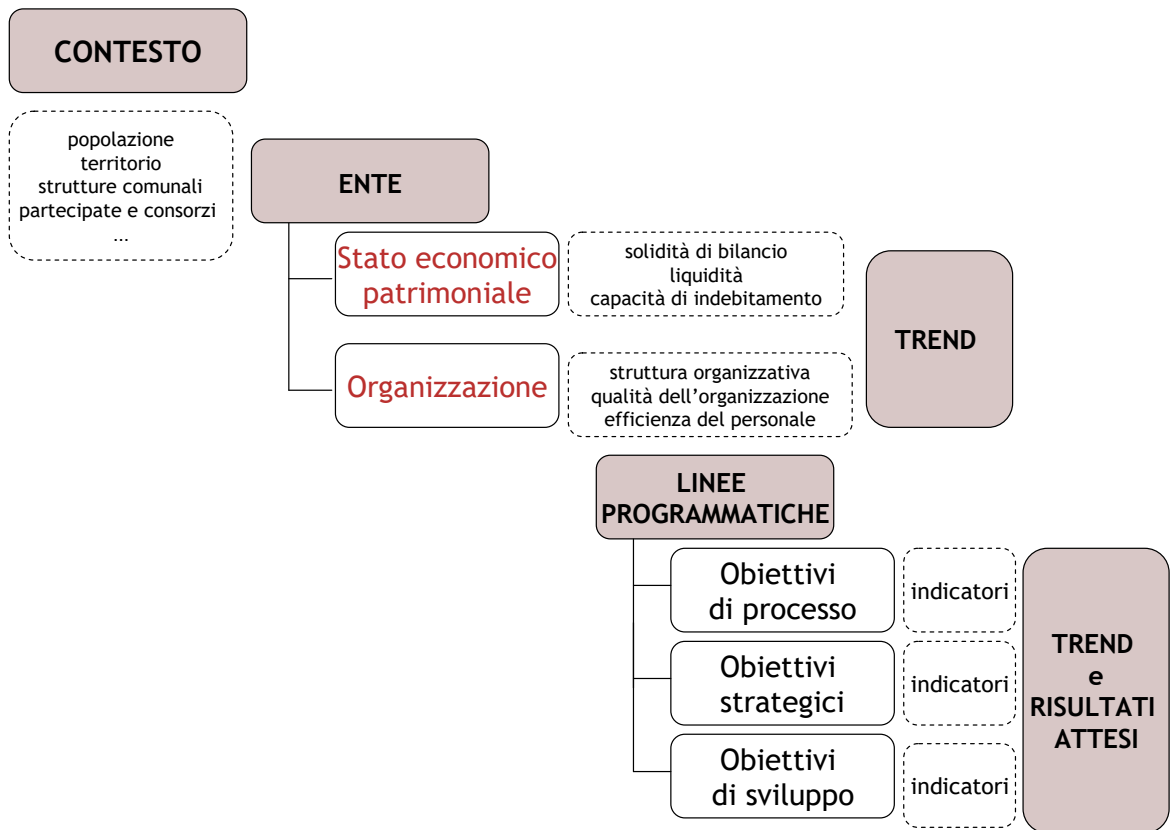 CONTESTO
popolazione
territorio
strutture comunali
partecipate e consorzi
...
ENTE
Stato economico
patrimoniale
solidità di bilancio
liquidità
capacità di indebitamento
Organizzazione
struttura organizzativa
qualità dell’organizzazione
efficienza del personale
TREND
LINEE
PROGRAMMATICHE
Obiettivi
di processo
indicatori
Obiettivi
strategici
indicatori
Obiettivi
di sviluppo
indicatori
TREND
e
RISULTATI
ATTESI